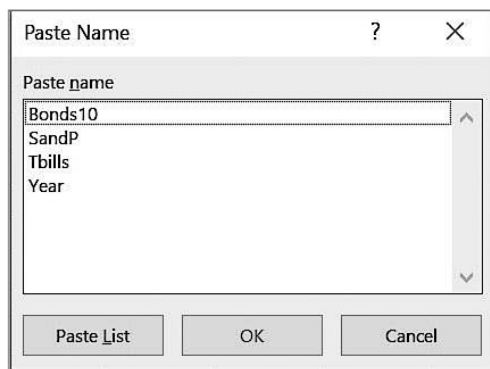 Paste Name ? X
Paste name
Bonds10
SandP
Tbills
Year
Paste List OK Cancel